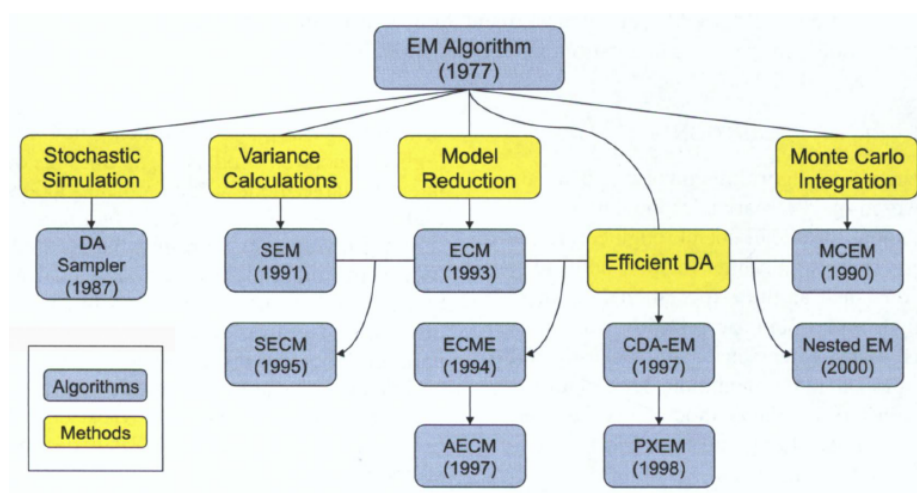 EM Algorithm
(1977)
Stochastic
Simulation
Variance
Calculations
Model
Reduction
Monte Carlo
Integration
DA
Sampler
(1987)
SEM
(1991)
ECM
(1993)
Efficient DA
MCEM
(1990)
SECM
(1995)
ECME
(1994)
CDA-EM
(1997)
Nested EM
(2000)
AECM
(1997)
PXEM
(1998)
Algorithms
Methods